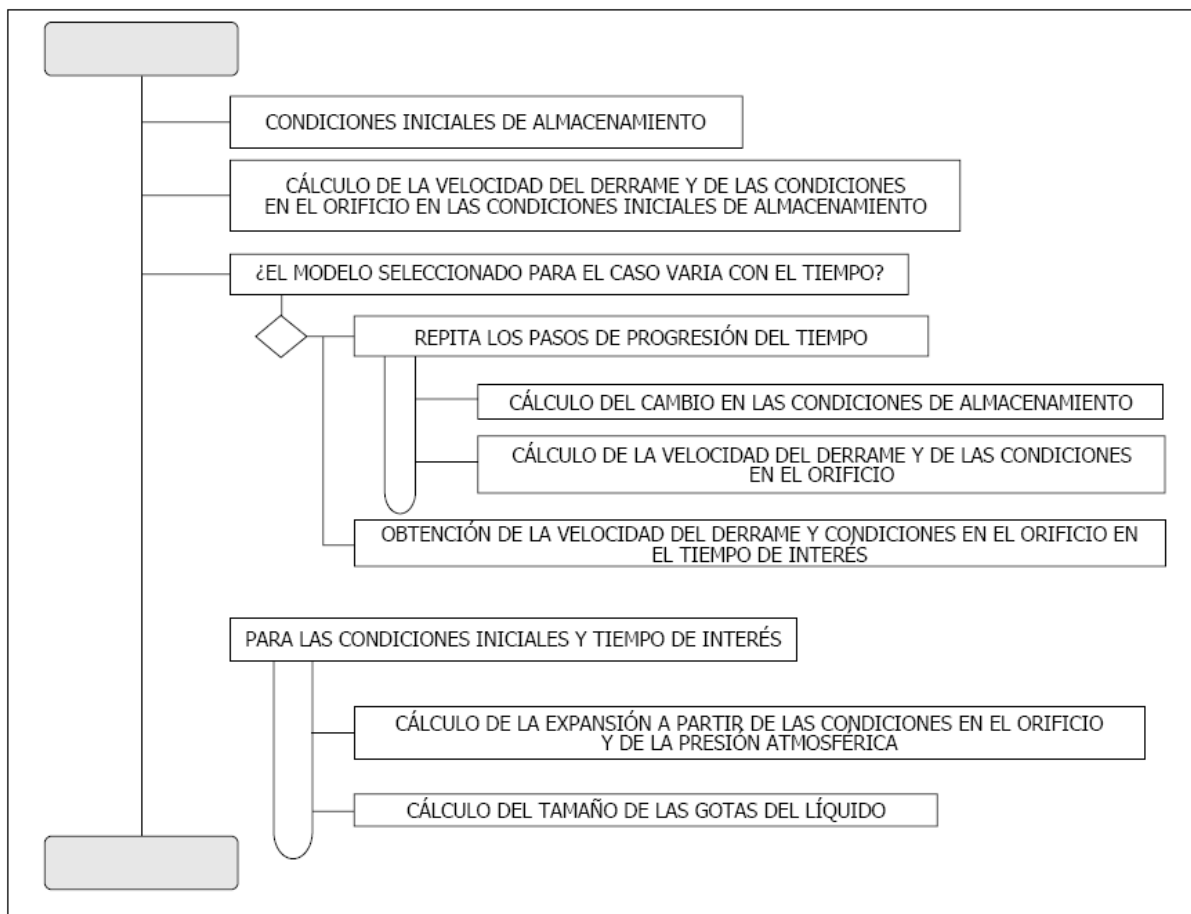 CONDICIONES INICIALES DE ALMACENAMIENTO
CÁLCULO DE LA VELOCIDAD DEL DERRAME Y DE LAS CONDICIONES
EN EL ORIFICIO EN LAS CONDICIONES INICIALES DE ALMACENAMIENTO
¿EL MODELO SELECCIONADO PARA EL CASO VARIA CON EL TIEMPO?
REPITA LOS PASOS DE PROGRESIÓN DEL TIEMPO
CÁLCULO DEL CAMBIO EN LAS CONDICIONES DE ALMACENAMIENTO
CÁLCULO DE LA VELOCIDAD DEL DERRAME Y DE LAS CONDICIONES
EN EL ORIFICIO
OBTENCIÓN DE LA VELOCIDAD DEL DERRAME Y CONDICIONES EN EL ORIFICIO EN
EL TIEMPO DE INTERÉS
PARA LAS CONDICIONES INICIALES Y TIEMPO DE INTERÉS
CÁLCULO DE LA EXPANSIÓN A PARTIR DE LAS CONDICIONES EN EL ORIFICIO
Y DE LA PRESIÓN ATMOSFÉRICA
CÁLCULO DEL TAMAÑO DE LAS GOTAS DEL LÍQUIDO